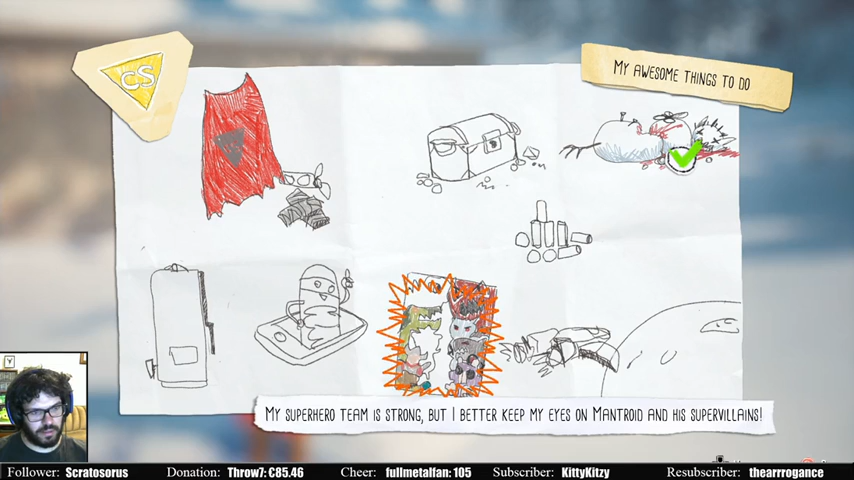 CS
MY AWESOME THINGS TO DO
MY SUPERHERO TEAM IS STRONG, BUT I BETTER KEEP MY EYES ON MANTROID AND HIS SUPERVILLAINS!
Follower: Scratosorus Donation: Throw7: €85.46 Cheer: fullmetalfan: 105 Subscriber: KittyKitzy Resubscriber: thearrrogance